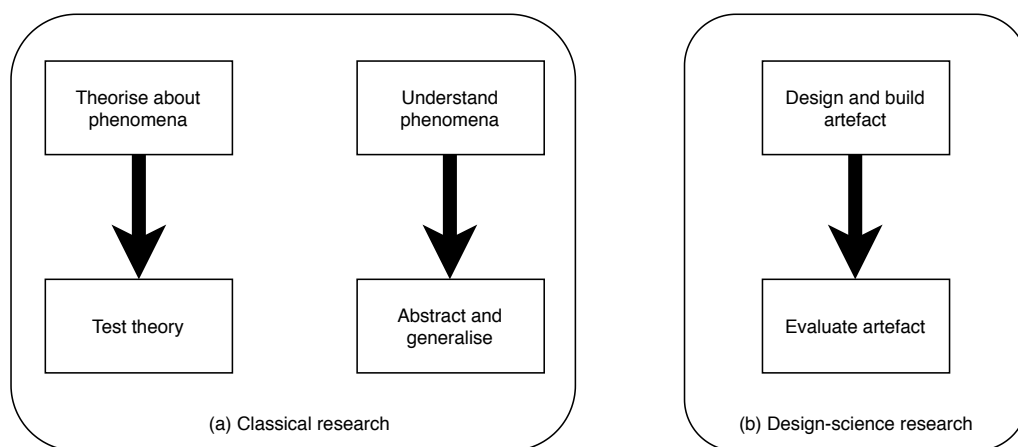 Theorise about
phenomena
Understand
phenomena
Test theory
Abstract and
generalise
(a) Classical research
Design and build
artefact
Evaluate artefact
(b) Design-science research